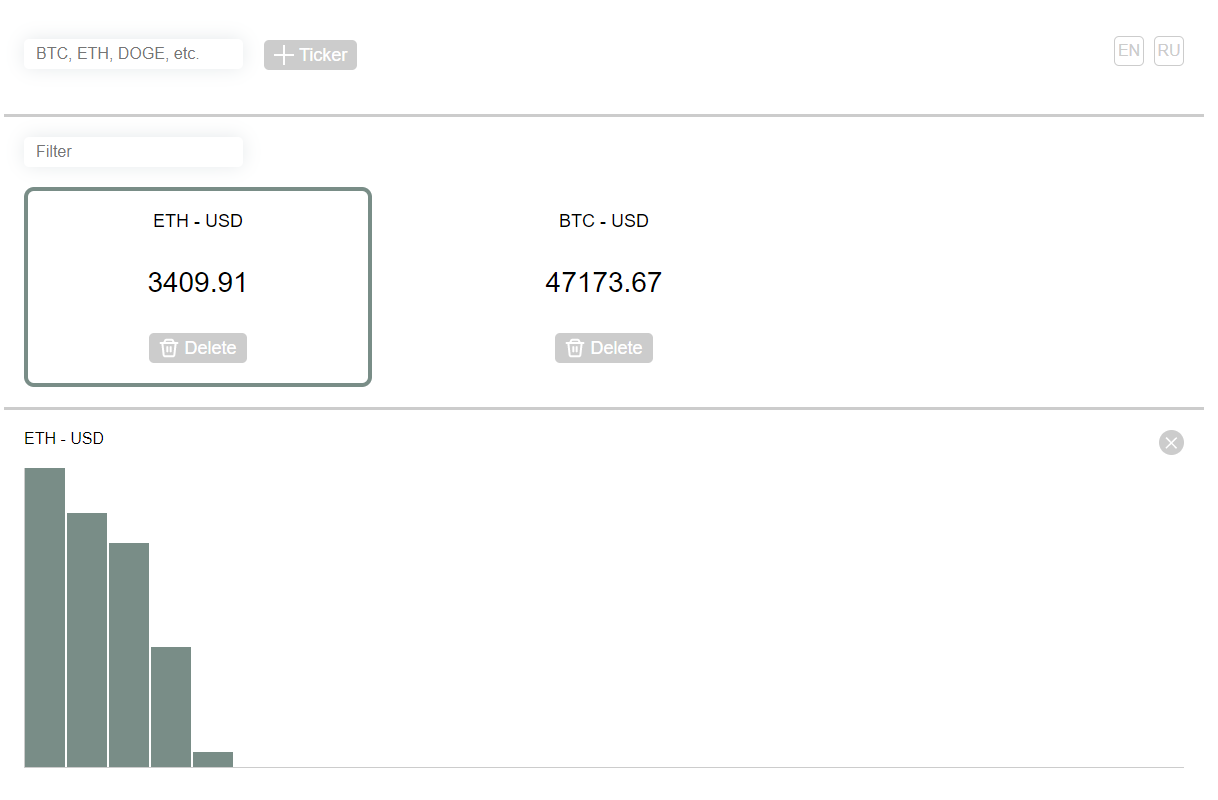 BTC, ETH, DOGE, etc.
Ticker
EN
RU
Filter
ETH - USD
3409.91
Delete
BTC - USD
47173.67
Delete
ETH - USD